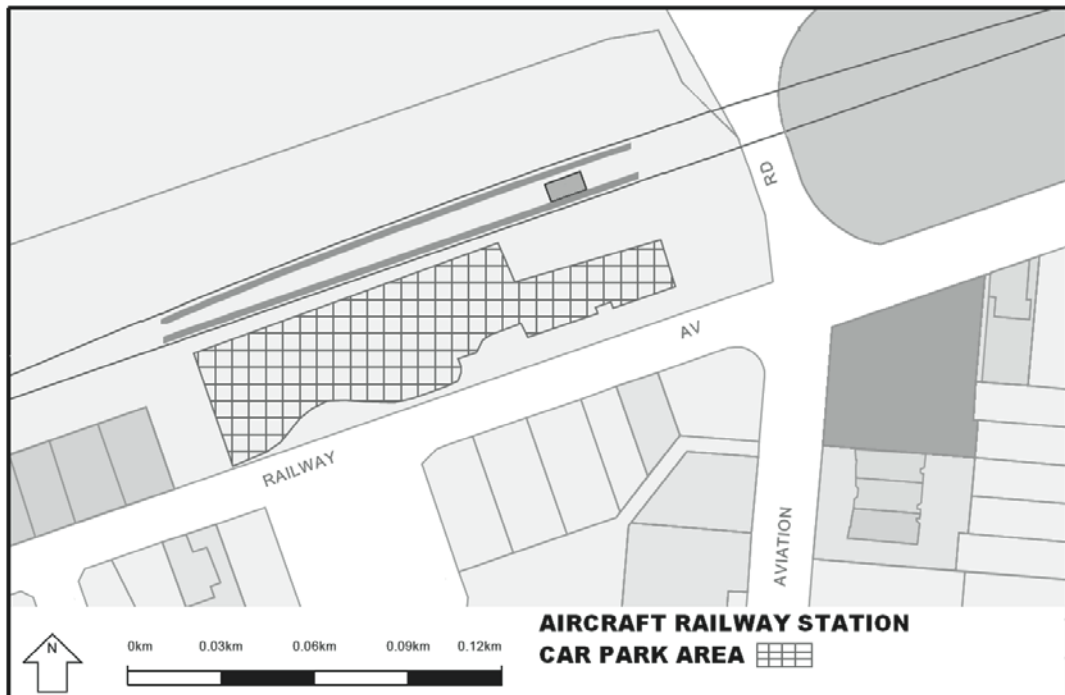 RD
AV
RAILWAY
AVIATION
N
0km 0.03km 0.06km 0.09km 0.12km
AIRCRAFT RAILWAY STATION
CAR PARK AREA